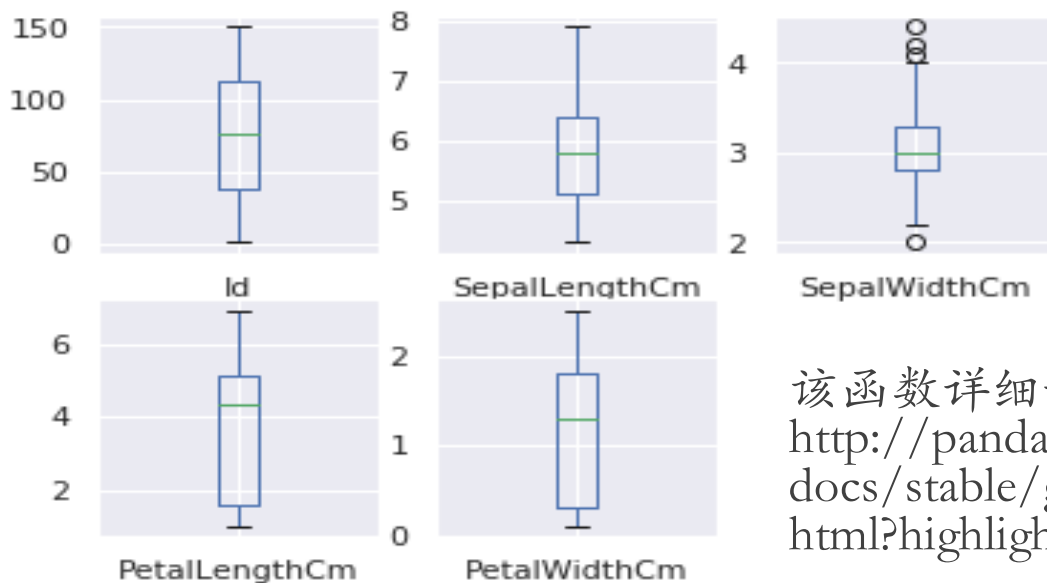 150
100
50
0
Id
8
7
6
5
SepalLengthCm
4
3
2
SepalWidthCm
6
4
2
PetalLengthCm
2
1
0
PetalWidthCm
该函数详细
http://panda
docs/stable/g
html?highligh